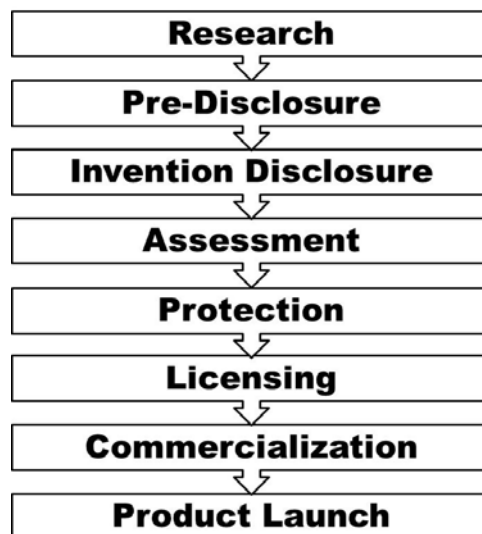 Research
Pre-Disclosure
Invention Disclosure
Assessment
Protection
Licensing
Commercialization
Product Launch